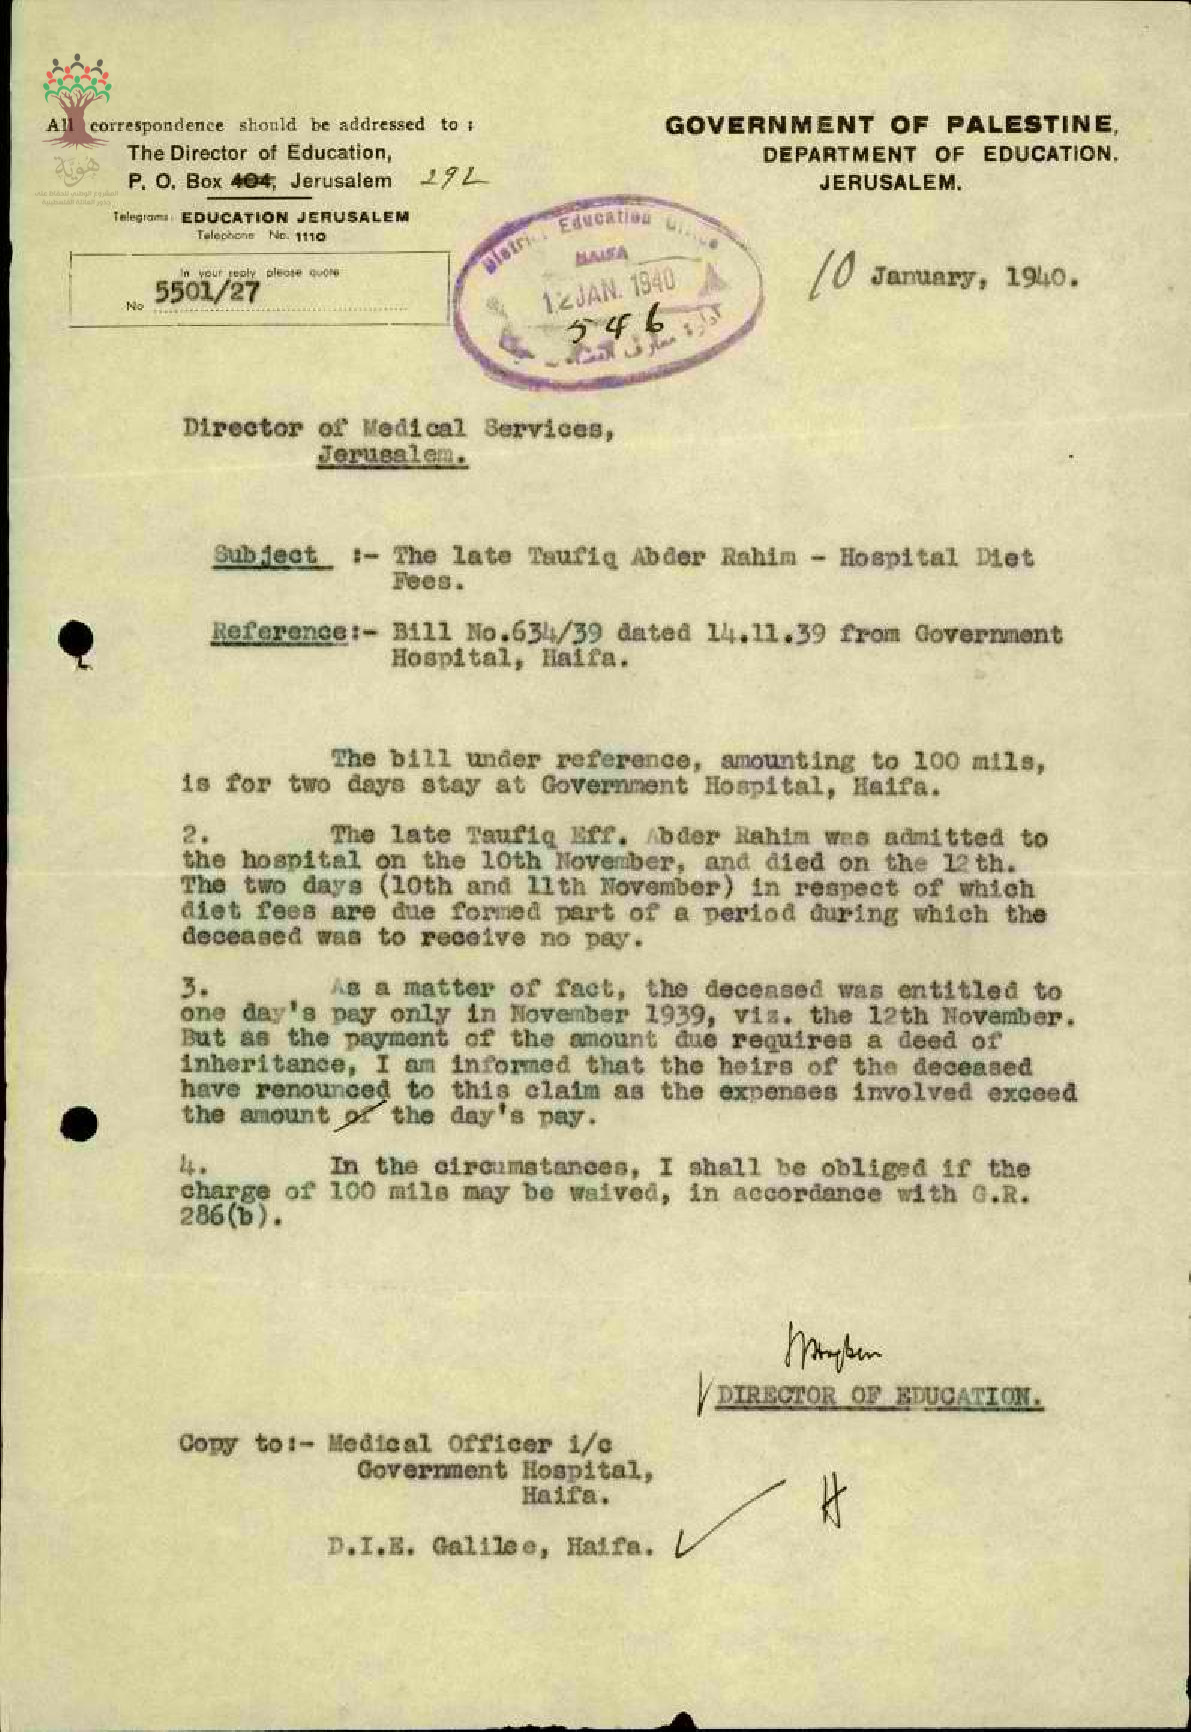 All correspondence should be addressed to :
The Director of Education,
P. O. Box 404, Jerusalem 292
Telegrams: EDUCATION JERUSALEM
Telephone No. 1110
In your reply please quote
No 5501/27
GOVERNMENT OF PALESTINE,
DEPARTMENT OF EDUCATION.
JERUSALEM.
10 January, 1940.
District Education Office
HAIFA
12 JAN. 1940
546
ادارة معارف
هويّة
Director of Medical Services,
Jerusalem.
Subject :- The late Taufiq Abder Rahim - Hospital Diet
Fees.
Reference:- Bill No.634/39 dated 14.11.39 from Government
Hospital, Haifa.
The bill under reference, amounting to 100 mils,
is for two days stay at Government Hospital, Haifa.
2. The late Taufiq Eff. Abder Rahim was admitted to
the hospital on the 10th November, and died on the 12th.
The two days (10th and 11th November) in respect of which
diet fees are due formed part of a period during which the
deceased was to receive no pay.
3. As a matter of fact, the deceased was entitled to
one day's pay only in November 1939, viz. the 12th November.
But as the payment of the amount due requires a deed of
inheritance, I am informed that the heirs of the deceased
have renounced to this claim as the expenses involved exceed
the amount of the day's pay.
4. In the circumstances, I shall be obliged if the
charge of 100 mils may be waived, in accordance with G.R.
286(b).
DIRECTOR OF EDUCATION.
Copy to:- Medical Officer i/c
Government Hospital,
Haifa.
D.I.E. Galilee, Haifa.
H